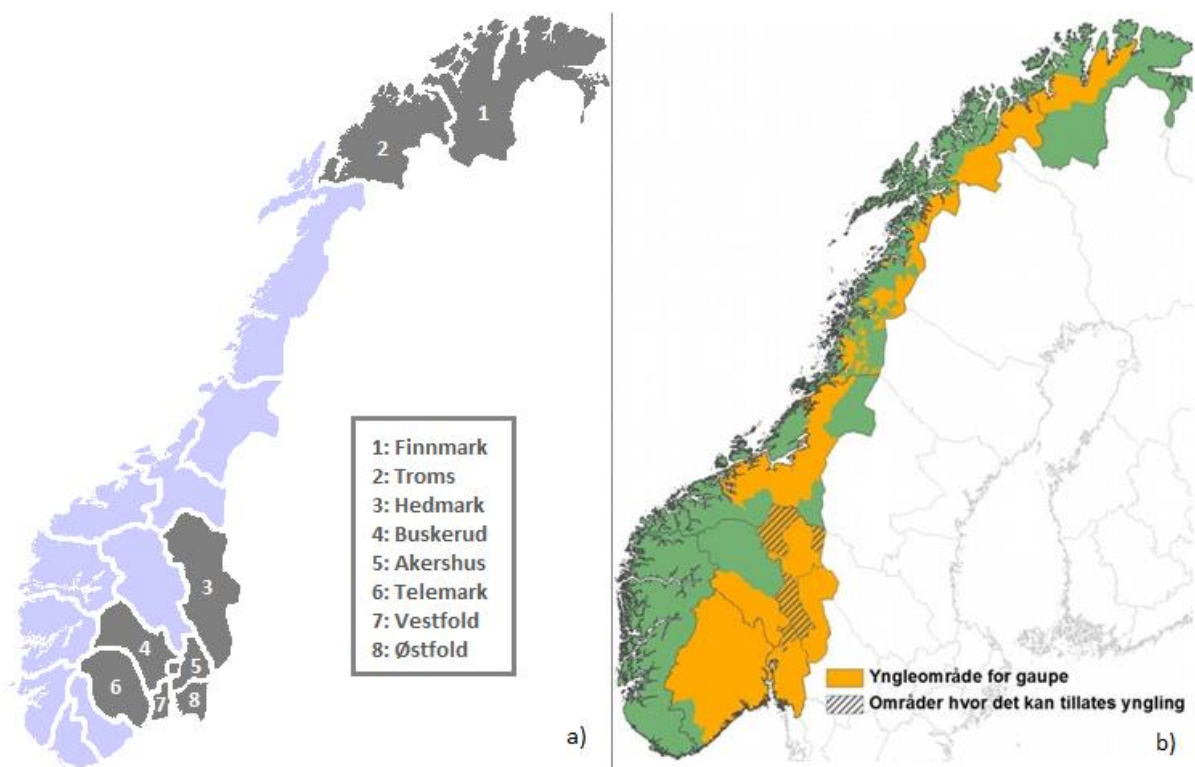 1
2
3
4
5
6
7
8
1: Finnmark
2: Troms
3: Hedmark
4: Buskerud
5: Akershus
6: Telemark
7: Vestfold
8: Østfold
a)
Yngleområde for gaupe
Områder hvor det kan tillates yngling
b)